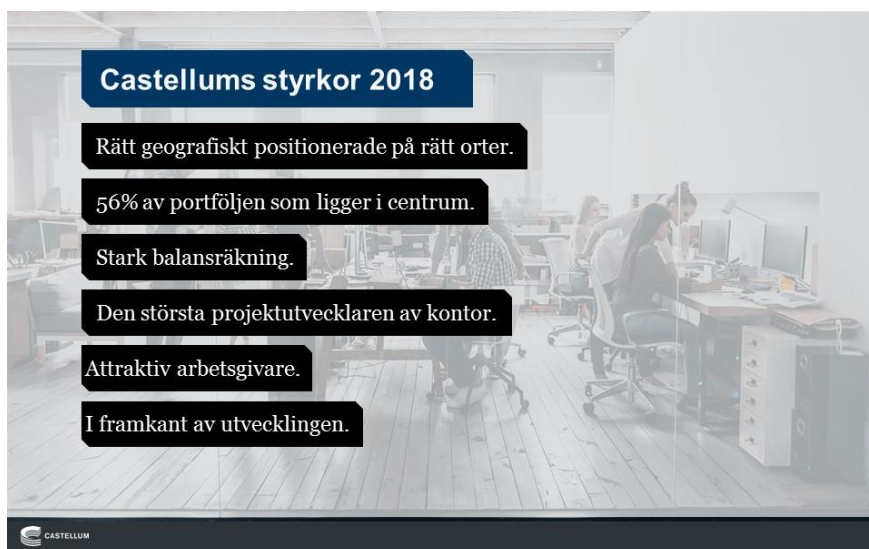 Castellums styrkor 2018
Rätt geografiskt positionerade på rätt orter.
56% av portföljen som ligger i centrum.
Stark balansräkning.
Den största projektutvecklaren av kontor.
Attraktiv arbetsgivare.
I framkant av utvecklingen.
CASTELLUM